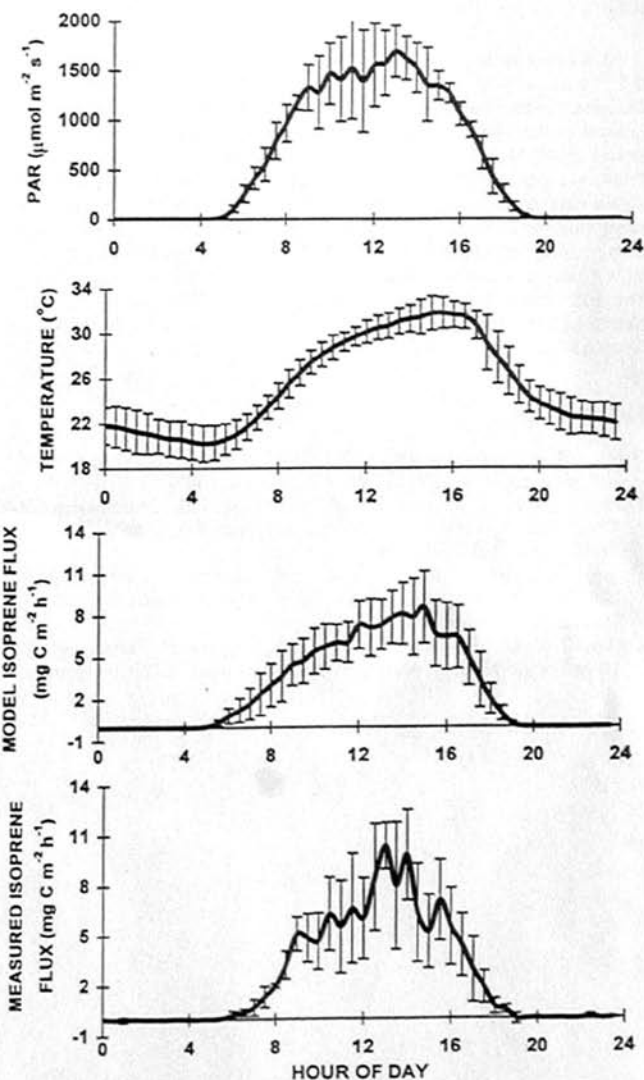 2000
1500
1000
500
0
PAR (μmol m⁻² s⁻¹)
0 4 8 12 16 20 24
34
30
26
22
18
TEMPERATURE (°C)
0 4 8 12 16 20 24
14
11
8
5
2
-1
MODEL ISOPRENE FLUX
(mg C m⁻² h⁻¹)
0 4 8 12 16 20 24
14
11
8
5
2
-1
MEASURED ISOPRENE
FLUX (mg C m⁻² h⁻¹)
0 4 8 12 16 20 24
HOUR OF DAY